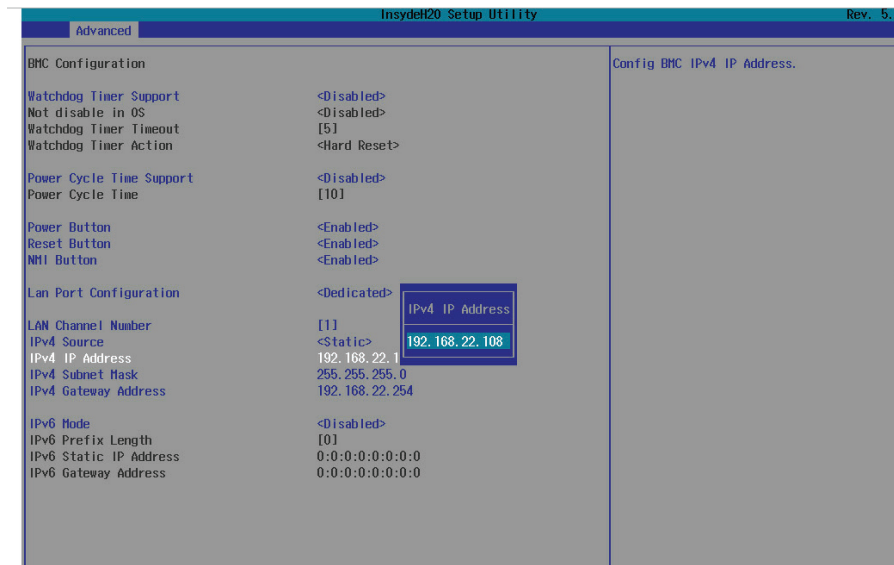 InsydeH2O Setup Utility Rev. 5.
Advanced
BMC Configuration Config BMC IPv4 IP Address.
Watchdog Timer Support <Disabled>
Not disable in OS <Disabled>
Watchdog Timer Timeout [5]
Watchdog Timer Action <Hard Reset>
Power Cycle Time Support <Disabled>
Power Cycle Time [10]
Power Button <Enabled>
Reset Button <Enabled>
NMI Button <Enabled>
Lan Port Configuration <Dedicated>
IPv4 IP Address
LAN Channel Number [1]
IPv4 Source <Static> 192.168.22.108
IPv4 IP Address 192.168.22.1
IPv4 Subnet Mask 255.255.255.0
IPv4 Gateway Address 192.168.22.254
IPv6 Mode <Disabled>
IPv6 Prefix Length [0]
IPv6 Static IP Address 0:0:0:0:0:0:0:0
IPv6 Gateway Address 0:0:0:0:0:0:0:0